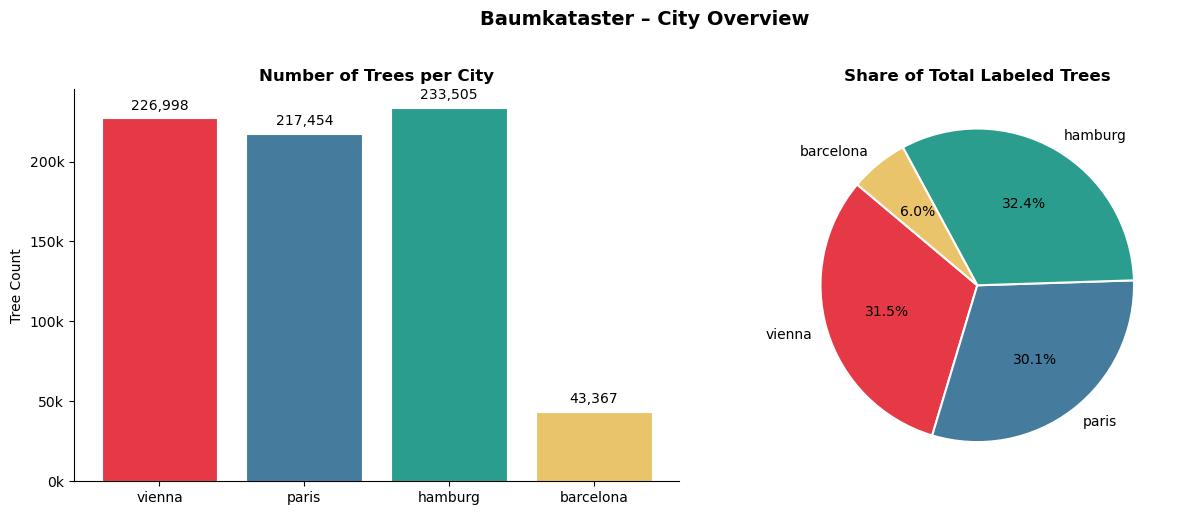 Baumkataster – City Overview
Number of Trees per City
226,998
217,454
233,505
43,367
200k
150k
100k
50k
0k
Tree Count
vienna
paris
hamburg
barcelona
Share of Total Labeled Trees
hamburg
barcelona
32.4%
6.0%
31.5%
vienna
30.1%
paris